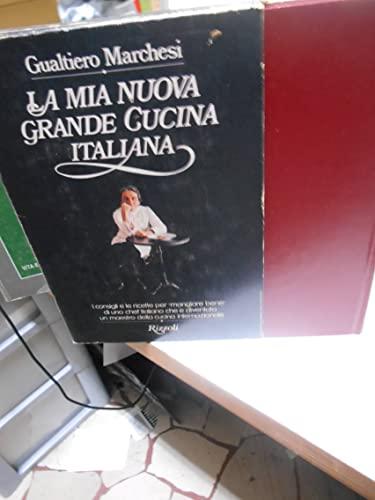 Gualtiero Marchesi
LA MIA NUOVA
GRANDE CUCINA
ITALIANA
I consigli e le ricette per "mangiare bene"
di uno chef italiano che è diventato
un maestro della cucina internazionale
Rizzoli
VITA